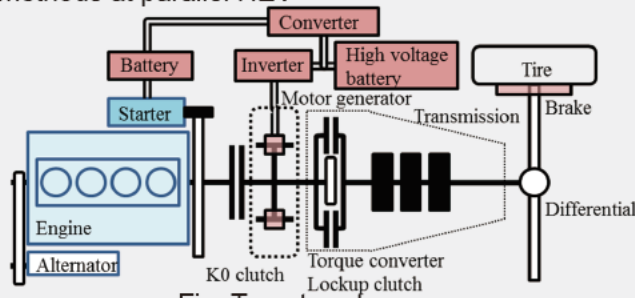 Converter
Battery
Inverter
High voltage
battery
Tire
Starter
Motor generator
Transmission
Brake
Engine
Differential
Alternator
K0 clutch
Torque converter
Lockup clutch